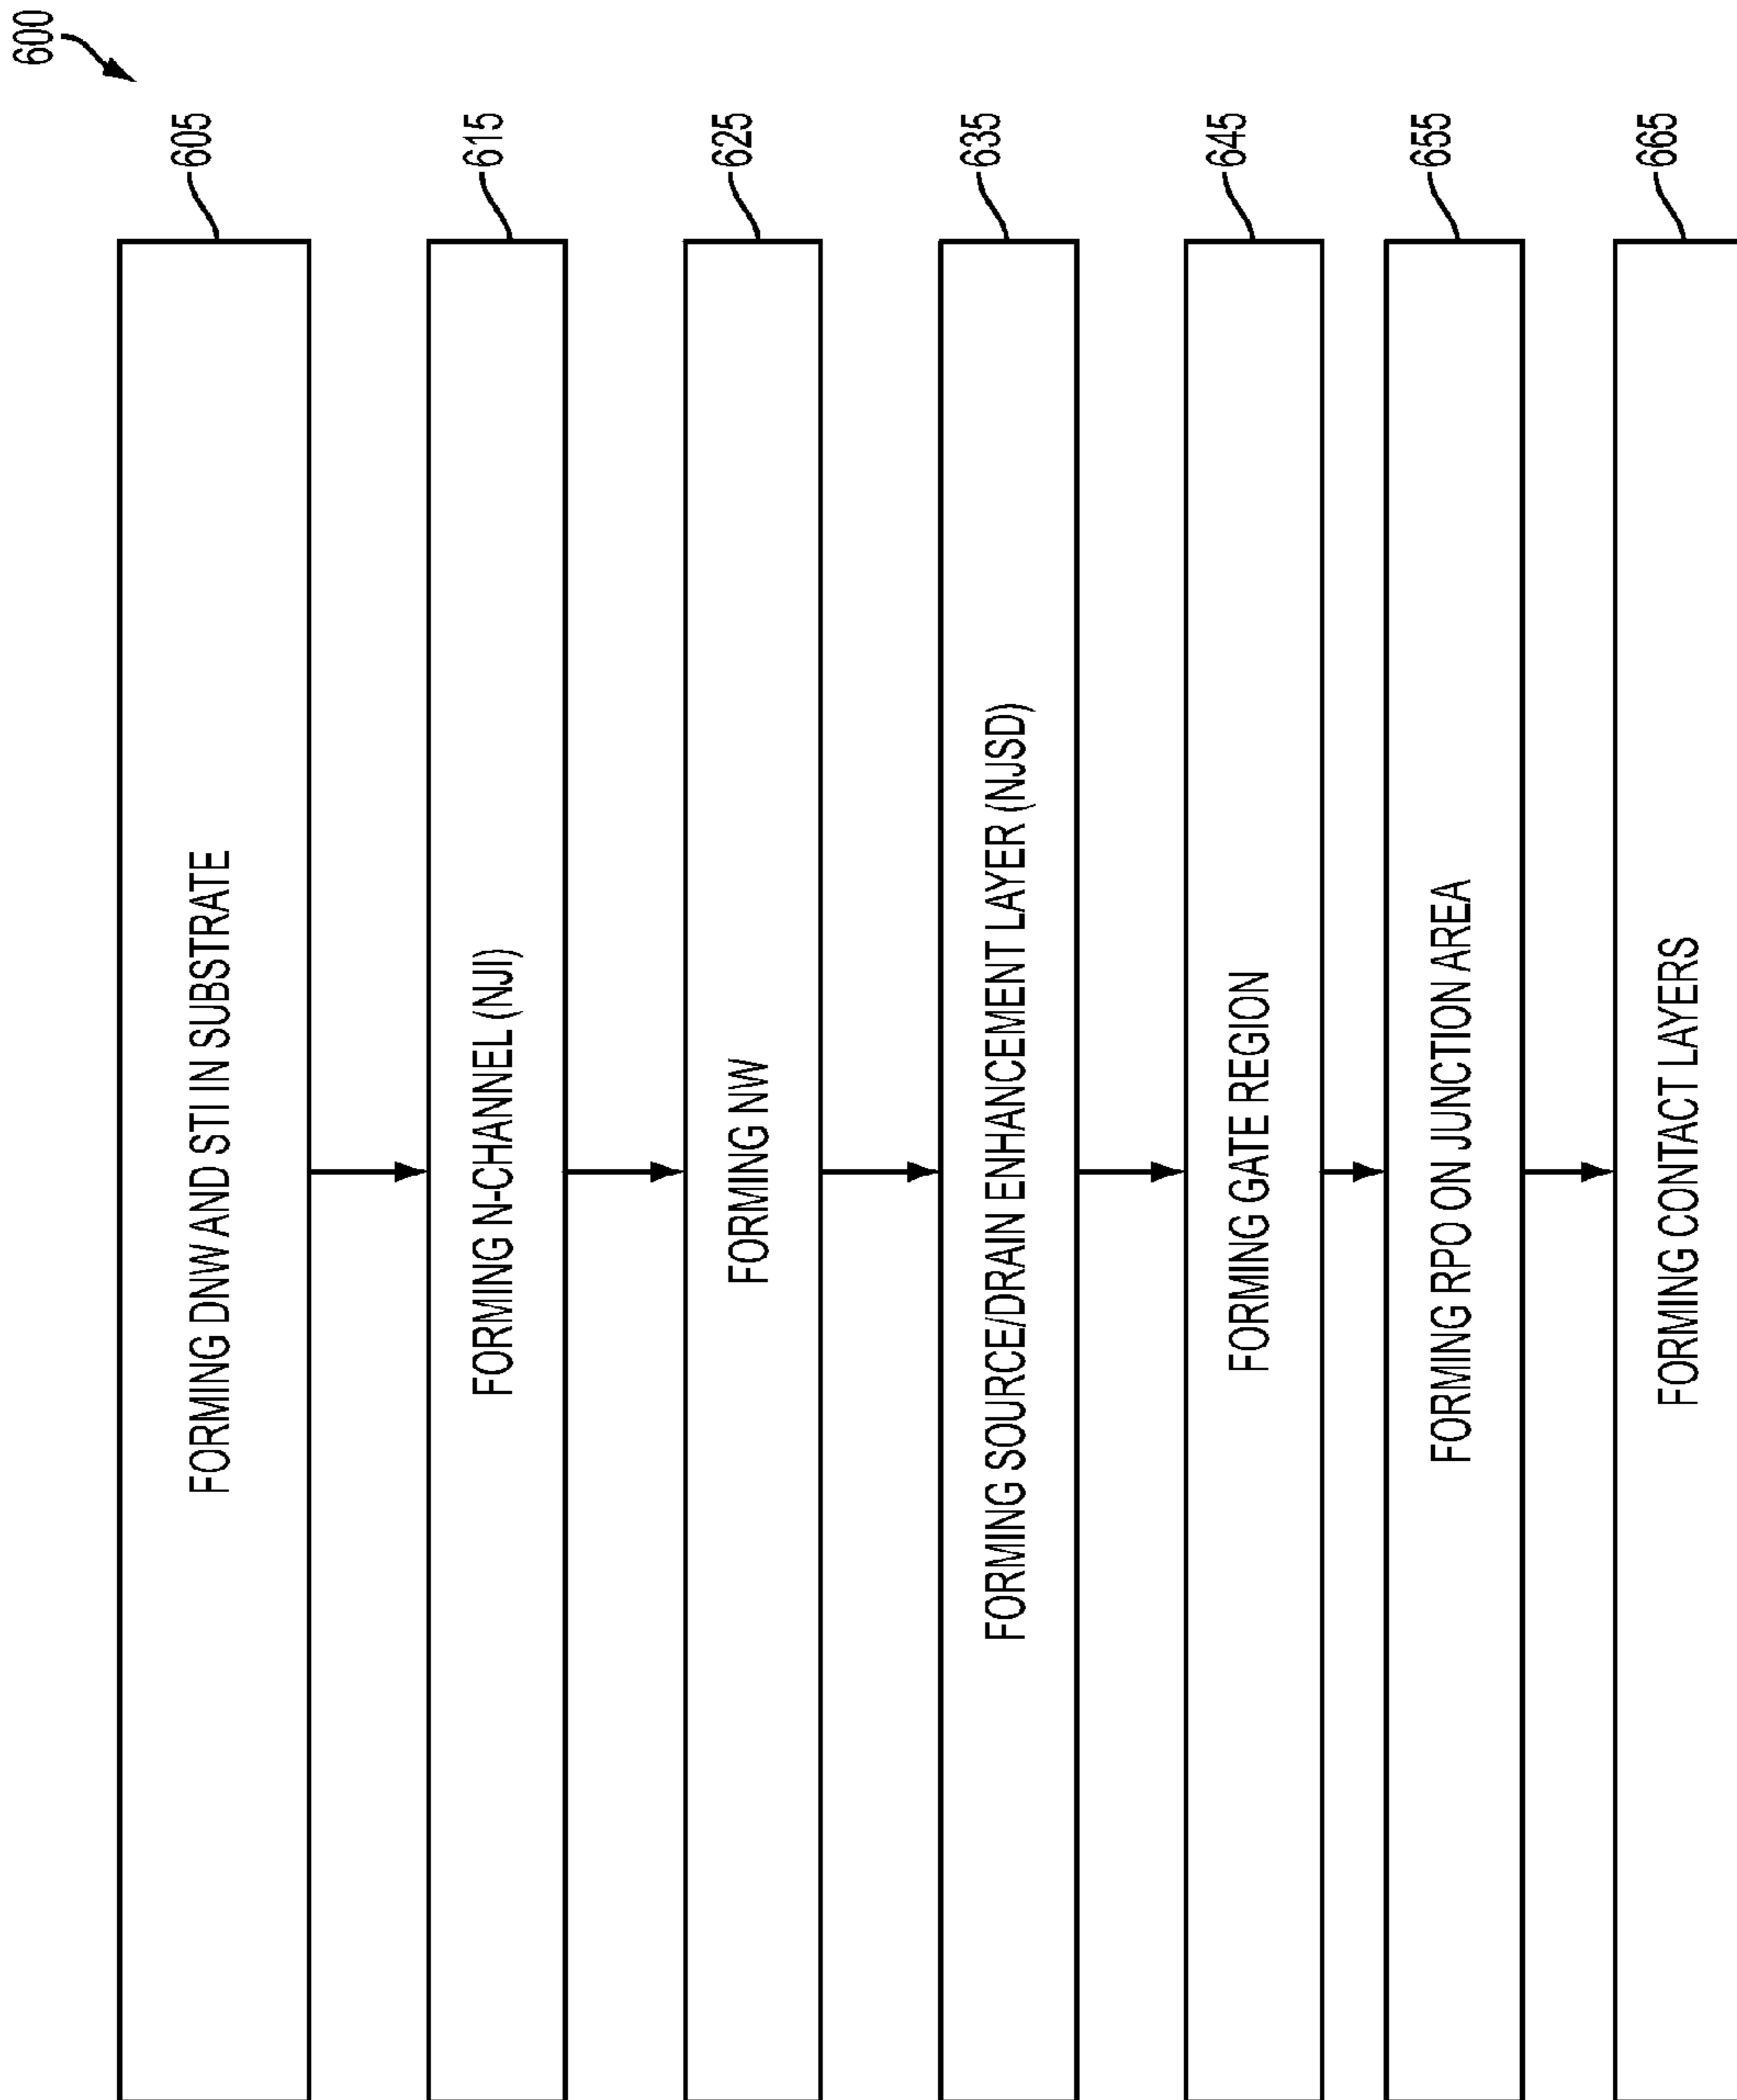 600
FORMING DNW AND STI IN SUBSTRATE
605
FORMING N-CHANNEL (NJI)
615
FORMING NW
625
FORMING SOURCE/DRAIN ENHANCEMENT LAYER (NJSD)
635
FORMING GATE REGION
645
FORMING RPO ON JUNCTION AREA
655
FORMING CONTACT LAYERS
665